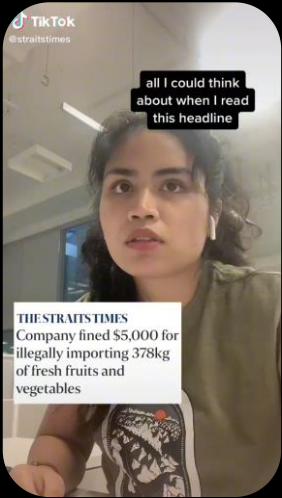 TikTok
@straitstimes
all I could think
about when I read
this headline
THE STRAITS TIMES
Company fined $5,000 for
illegally importing 378kg
of fresh fruits and
vegetables